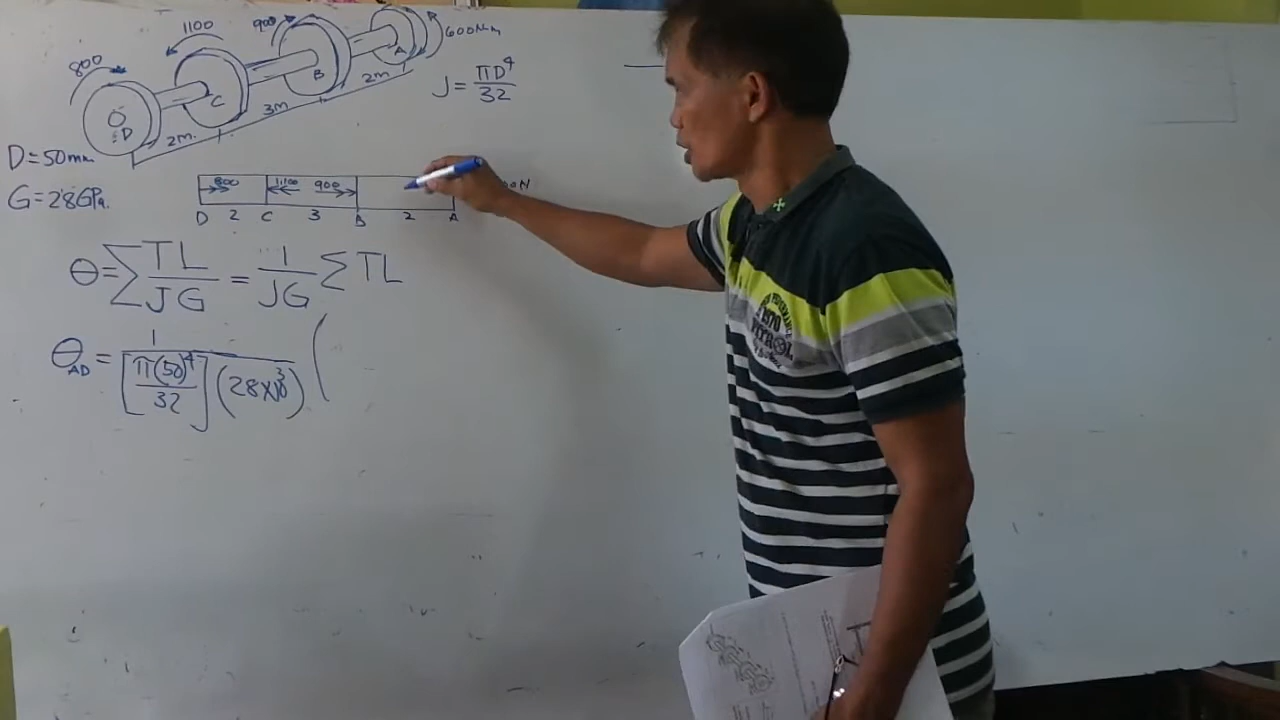 1100
900
600Nm
800
A
B
C
D
2m
3m
2m
J = πD⁴/32
D=50mm
G=28GPa
800 1100 900
D 2 C 3 B 2 A
θ=∑ TL/JG = 1/JG ∑ TL
θ_AD = 1/[π(50)⁴/32](28x10³) (